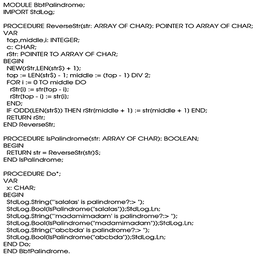 MODULE BbtPalindrome;
IMPORT StdLog;
PROCEDURE ReverseStr(str: ARRAY OF CHAR): POINTER TO ARRAY OF CHAR;
VAR
top,middle,i: INTEGER;
c: CHAR;
rStr: POINTER TO ARRAY OF CHAR;
BEGIN
NEW(rStr,LEN(str$) + 1);
top := LEN(str$) - 1; middle := (top - 1) DIV 2;
FOR i := 0 TO middle DO
rStr[i] := str[top - i];
rStr[top - i] := str[i];
END;
IF ODD(LEN(str$)) THEN rStr[middle + 1] := str[middle + 1] END;
RETURN rStr;
END ReverseStr;
PROCEDURE IsPalindrome(str: ARRAY OF CHAR): BOOLEAN;
BEGIN
RETURN str = ReverseStr(str)$;
END IsPalindrome;
PROCEDURE Do*;
VAR
x: CHAR;
BEGIN
StdLog.String("'salalas' is palindrome?:> ");
StdLog.Bool(IsPalindrome("salalas"));StdLog.Ln;
StdLog.String("'madamimadam' is palindrome?:> ");
StdLog.Bool(IsPalindrome("madamimadam"));StdLog.Ln;
StdLog.String("'abcbda' is palindrome?:> ");
StdLog.Bool(IsPalindrome("abcbda"));StdLog.Ln;
END Do;
END BbtPalindrome.